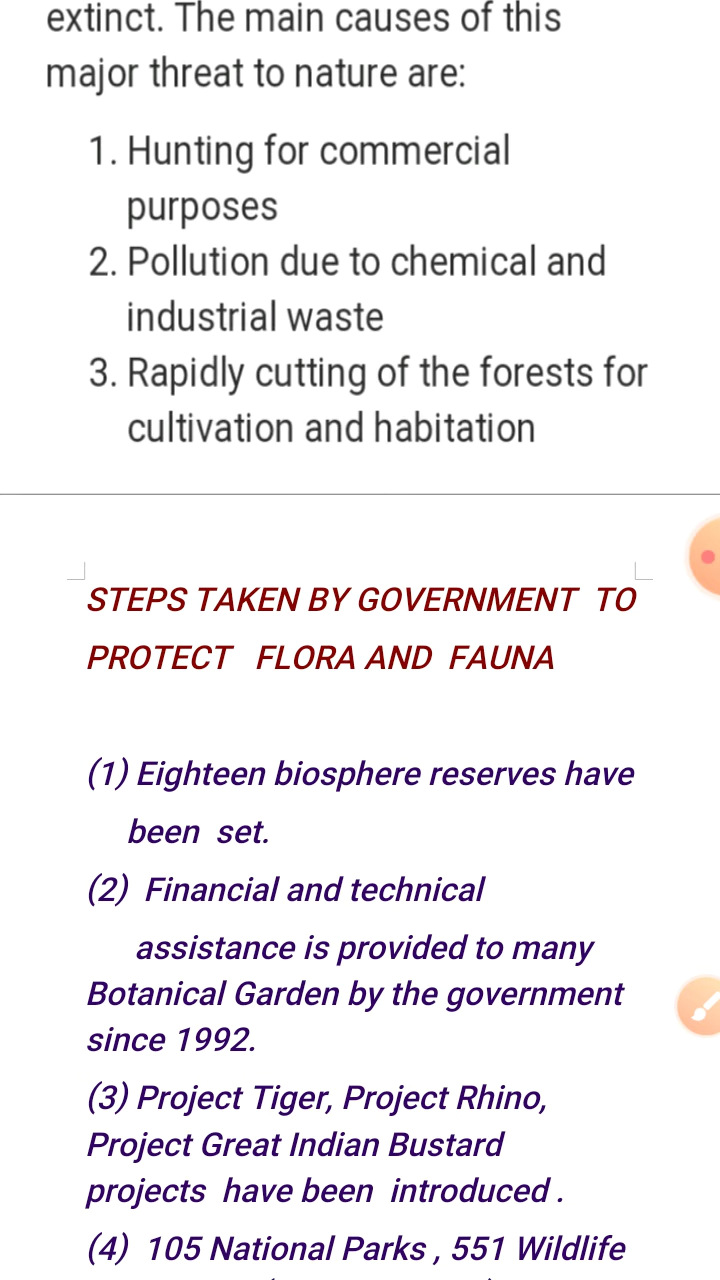 extinct. The main causes of this
major threat to nature are:
1. Hunting for commercial
purposes
2. Pollution due to chemical and
industrial waste
3. Rapidly cutting of the forests for
cultivation and habitation
STEPS TAKEN BY GOVERNMENT TO
PROTECT FLORA AND FAUNA
(1) Eighteen biosphere reserves have
been set.
(2) Financial and technical
assistance is provided to many
Botanical Garden by the government
since 1992.
(3) Project Tiger, Project Rhino,
Project Great Indian Bustard
projects have been introduced .
(4) 105 National Parks , 551 Wildlife